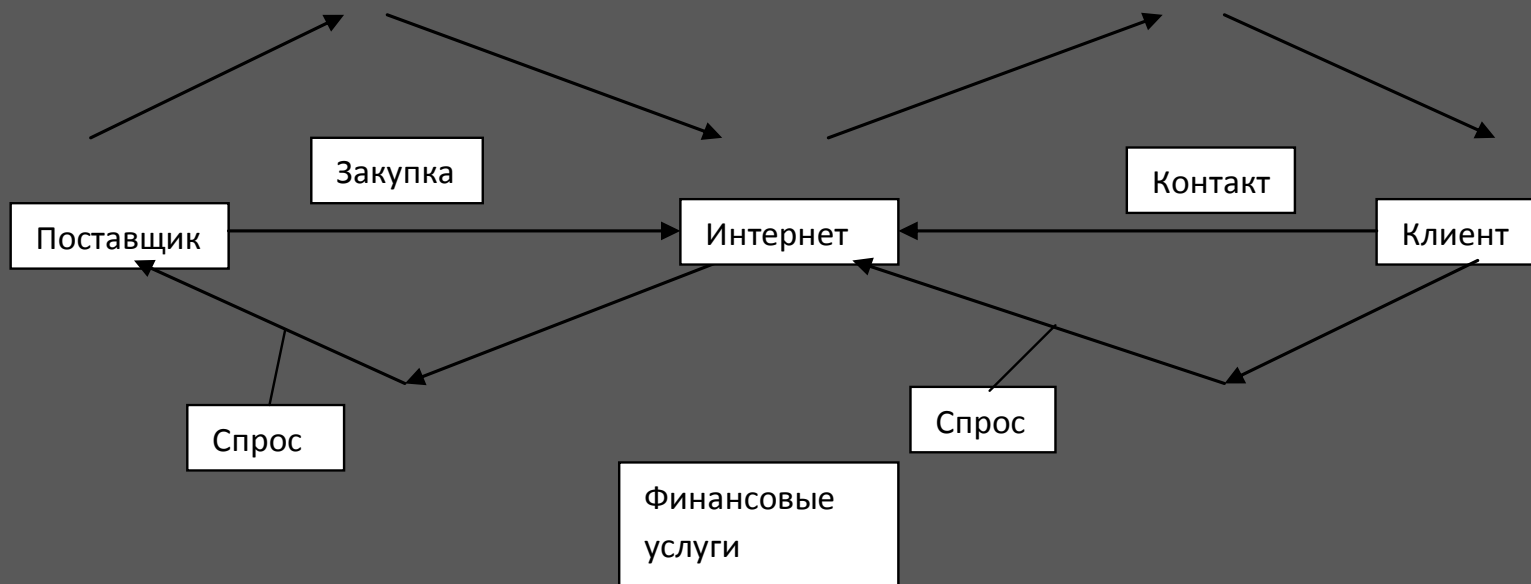 Закупка
Контакт
Поставщик
Интернет
Клиент
Спрос
Спрос
Финансовые
услуги